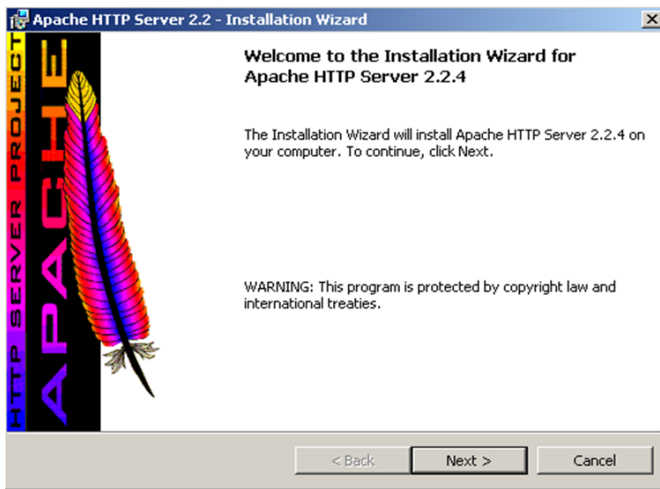 Apache HTTP Server 2.2 - Installation Wizard
HTTP SERVER PROJECT
APACHE
Welcome to the Installation Wizard for
Apache HTTP Server 2.2.4
The Installation Wizard will install Apache HTTP Server 2.2.4 on
your computer. To continue, click Next.
WARNING: This program is protected by copyright law and
international treaties.
< Back
Next >
Cancel